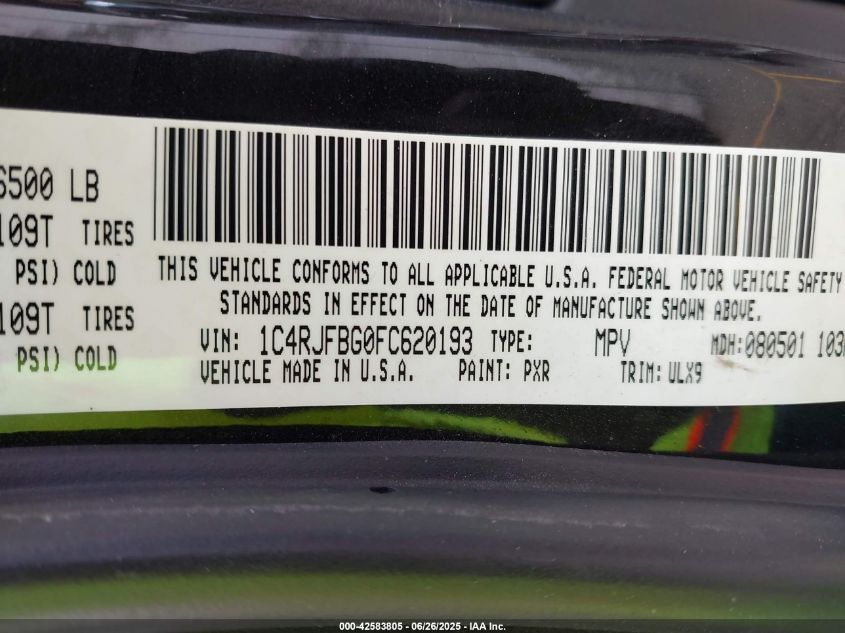 6500 LB
109T TIRES
PSI) COLD
109T TIRES
PSI) COLD
THIS VEHICLE CONFORMS TO ALL APPLICABLE U.S.A. FEDERAL MOTOR VEHICLE SAFETY
STANDARDS IN EFFECT ON THE DATE OF MANUFACTURE SHOWN ABOVE.
VIN: 1C4RJFBG0FC620193 TYPE: MPV MDH:080501 103
VEHICLE MADE IN U.S.A. PAINT: PXR TRIM: ULX9
000-42583805 - 06/26/2025 - IAA Inc.